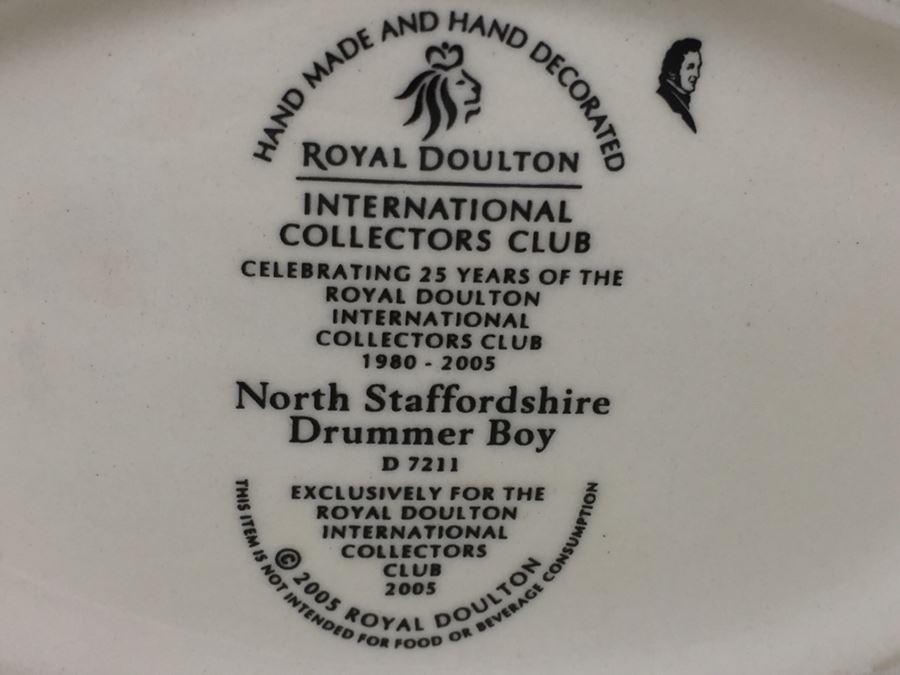 HAND MADE AND HAND DECORATED
ROYAL DOULTON
INTERNATIONAL
COLLECTORS CLUB
CELEBRATING 25 YEARS OF THE
ROYAL DOULTON
INTERNATIONAL
COLLECTORS CLUB
1980 - 2005
North Staffordshire
Drummer Boy
D 7211
EXCLUSIVELY FOR THE
ROYAL DOULTON
INTERNATIONAL
COLLECTORS
CLUB
2005
© 2005 ROYAL DOULTON
THIS ITEM IS NOT INTENDED FOR FOOD OR BEVERAGE CONSUMPTION